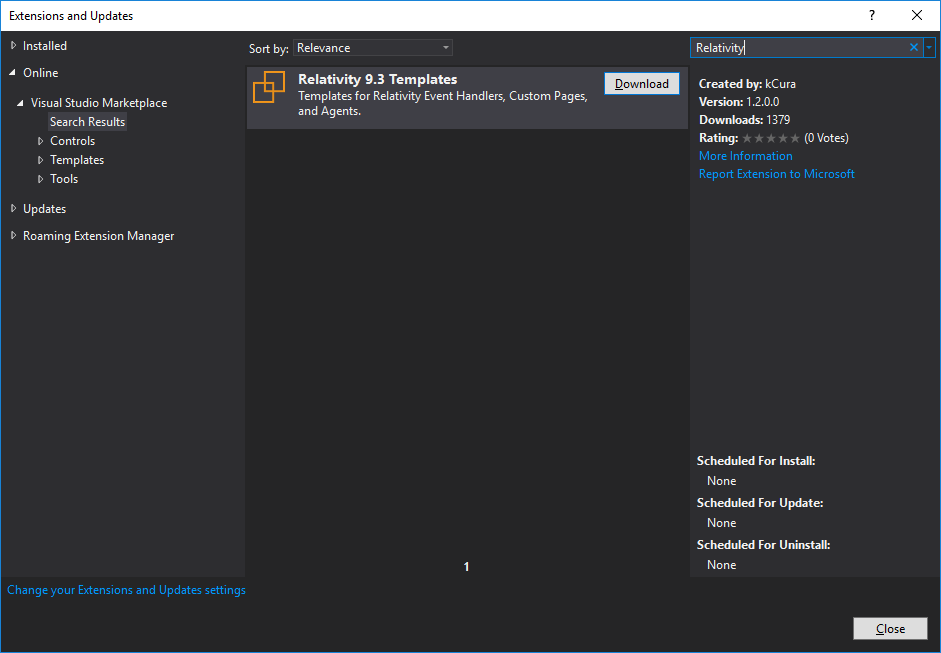 Extensions and Updates
?
Installed
Online
Visual Studio Marketplace
Search Results
Controls
Templates
Tools
Updates
Roaming Extension Manager
Change your Extensions and Updates settings
Sort by: Relevance
Relativity 9.3 Templates
Templates for Relativity Event Handlers, Custom Pages,
and Agents.
Download
1
Relativity
Created by: kCura
Version: 1.2.0.0
Downloads: 1379
Rating: (0 Votes)
More Information
Report Extension to Microsoft
Scheduled For Install:
None
Scheduled For Update:
None
Scheduled For Uninstall:
None
Close